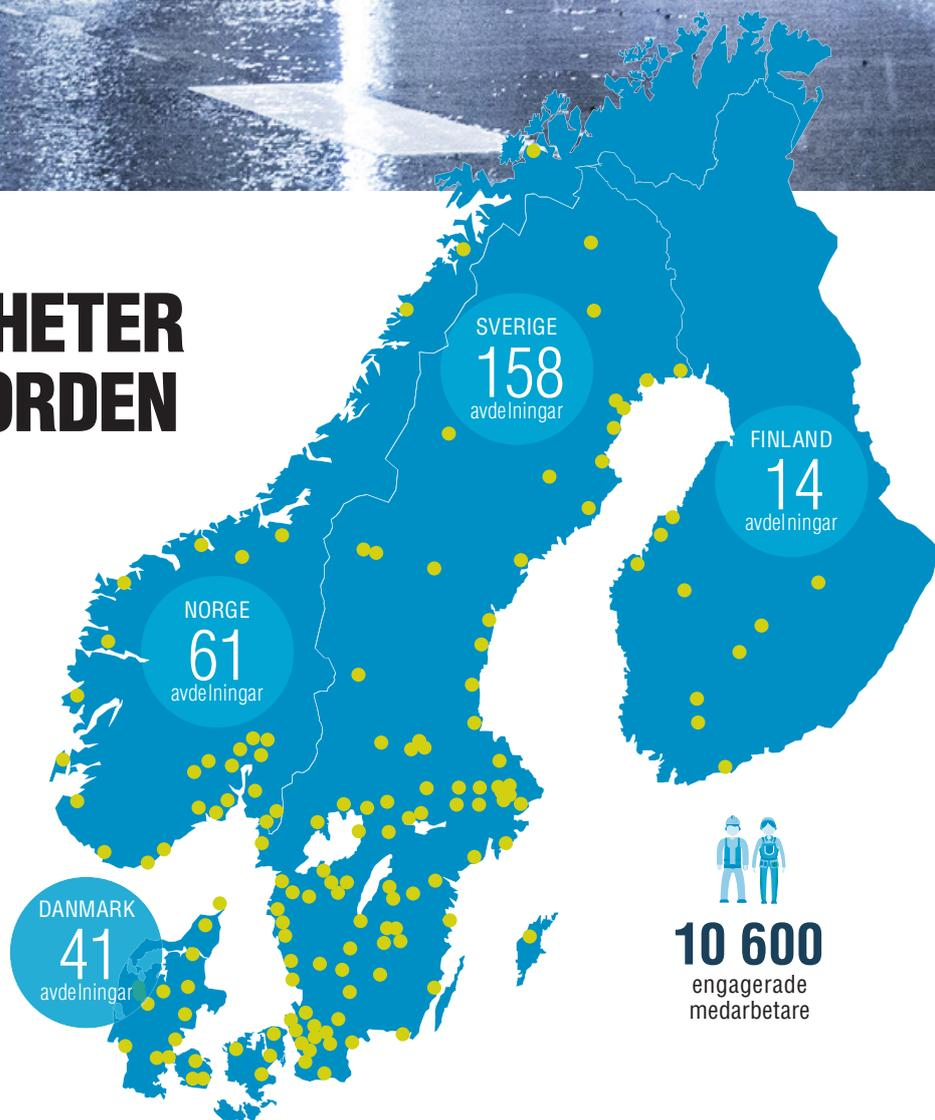 HETER
ORDEN
SVERIGE
158
avdelningar
FINLAND
14
avdelningar
NORGE
61
avdelningar
DANMARK
41
avdelningar
10 600
engagerade
medarbetare